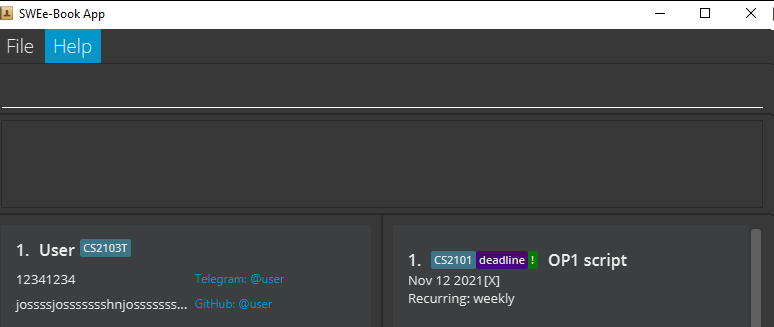 SWEe-Book App
File Help
1. User CS2103T
12341234 Telegram: @user
jossssjossssssshnjosssssss... GitHub: @user
1. CS2101 deadline ! OP1 script
Nov 12 2021[X]
Recurring: weekly